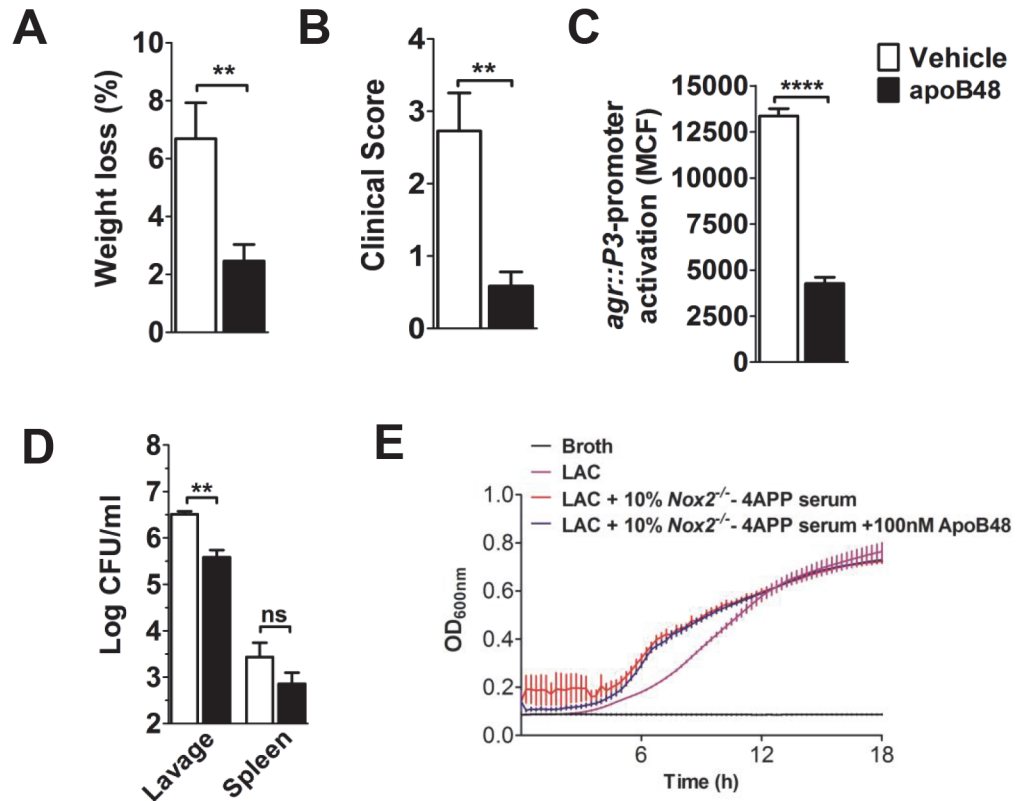 A
Weight loss (%)
10
8
6
4
2
0
**
B
Clinical Score
4
3
2
1
0
**
C
agr::P3-promoter
activation (MCF)
15000
12500
10000
7500
5000
2500
0
****
Vehicle
apoB48
D
Log CFU/ml
8
7
6
5
4
3
2
**
ns
Lavage
Spleen
E
Broth
LAC
LAC + 10% Nox2-/-- 4APP serum
LAC + 10% Nox2-/-- 4APP serum +100nM ApoB48
OD600nm
1.0
0.8
0.6
0.4
0.2
0.0
6
12
18
Time (h)